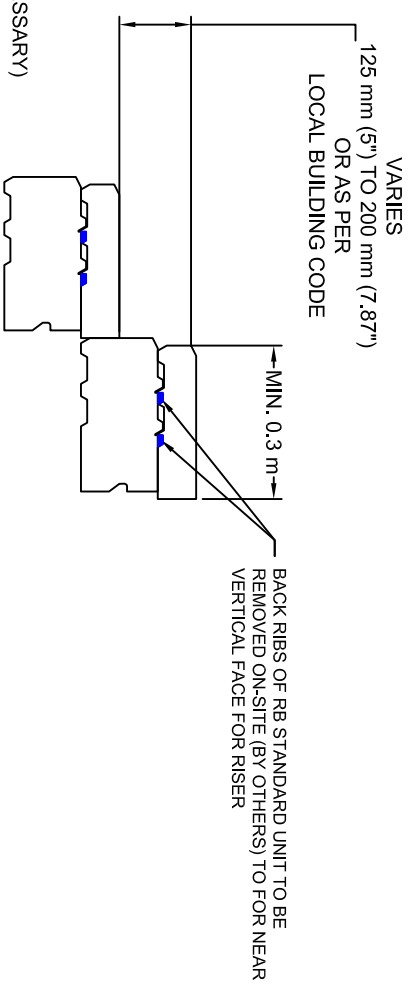 VARIES
125 mm (5") TO 200 mm (7.87")
OR AS PER
LOCAL BUILDING CODE
MIN. 0.3 m
BACK RIBS OF RB STANDARD UNIT TO BE
REMOVED ON-SITE (BY OTHERS) TO FOR NEAR
VERTICAL FACE FOR RISER
SSARY)